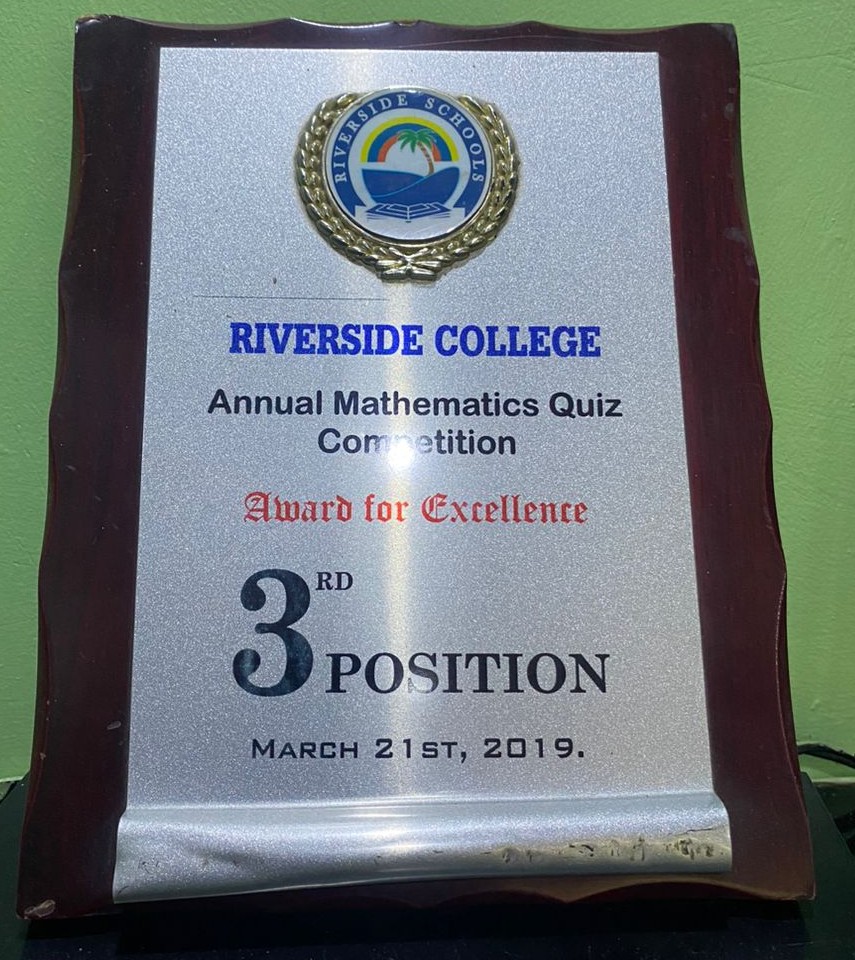 RIVERSIDE SCHOOLS
RIVERSIDE COLLEGE
Annual Mathematics Quiz
Competition
Award for Excellence
3RD POSITION
MARCH 21ST, 2019.